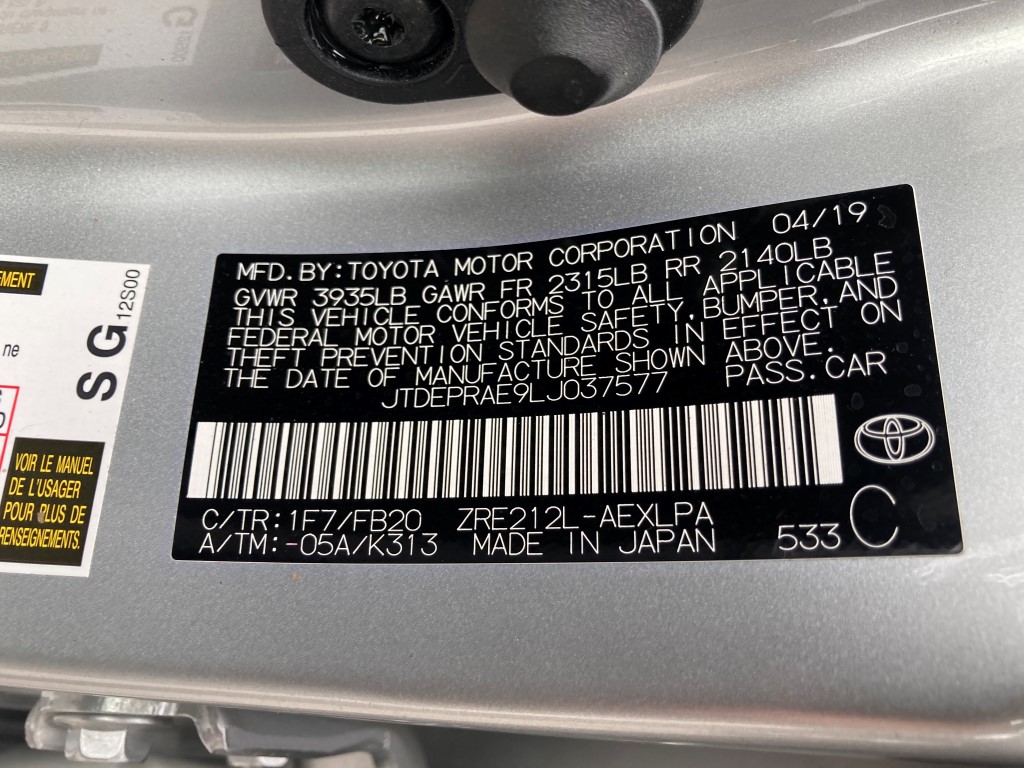 MFD.BY:TOYOTA MOTOR CORPORATION 04/19
GVWR 3935LB GAWR FR 2315LB RR 2140LB
THIS VEHICLE CONFORMS TO ALL APPLICABLE
FEDERAL MOTOR VEHICLE SAFETY,BUMPER,AND
THEFT PREVENTION STANDARDS IN EFFECT ON
THE DATE OF MANUFACTURE SHOWN ABOVE.
JTDEPRAE9LJ037577 PASS.CAR
C/TR:1F7/FB20 ZRE212L-AEXLPA
A/TM:-05A/K313 MADE IN JAPAN 533 C
ne
SG
12S00
VOIR LE MANUEL
DE L'USAGER
POUR PLUS DE
RENSEIGNEMENTS.